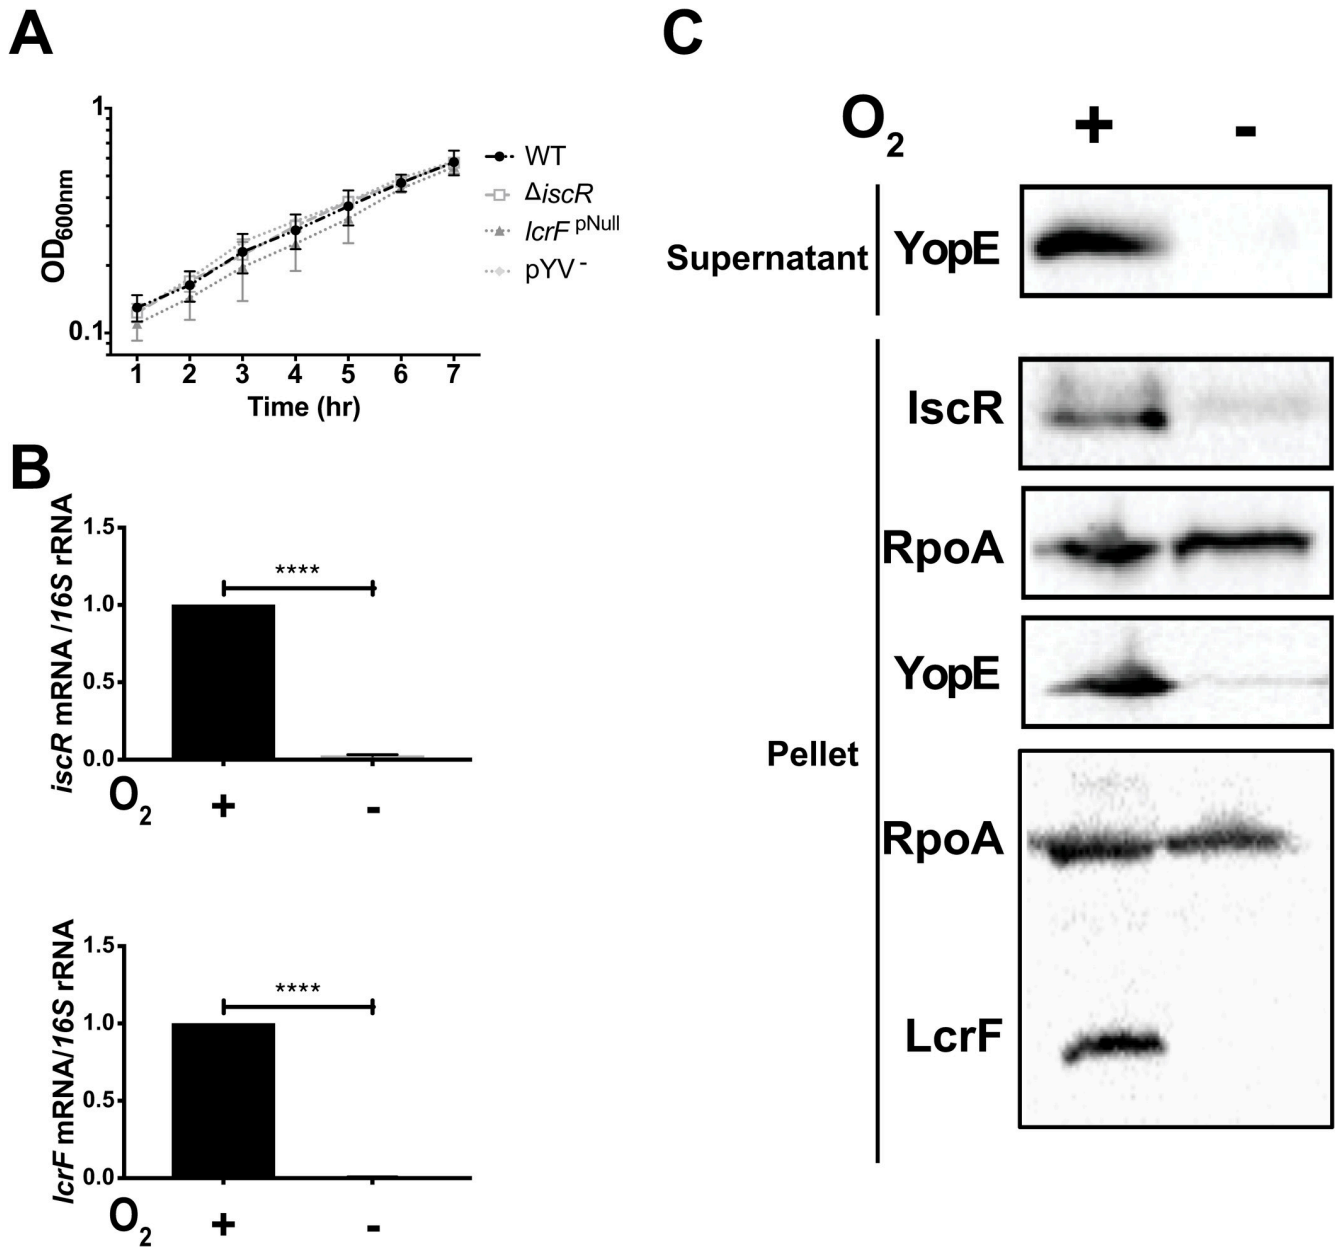 A
1
0.1
OD600nm
1 2 3 4 5 6 7
Time (hr)
WT
ΔiscR
lcrF pNull
pYV -
B
iscR mRNA /16S rRNA
1.5
1.0
0.5
0.0
****
O2 + -
lcrF mRNA/16S rRNA
1.5
1.0
0.5
0.0
****
O2 + -
C
O2 + -
Supernatant
YopE
Pellet
IscR
RpoA
YopE
RpoA
LcrF